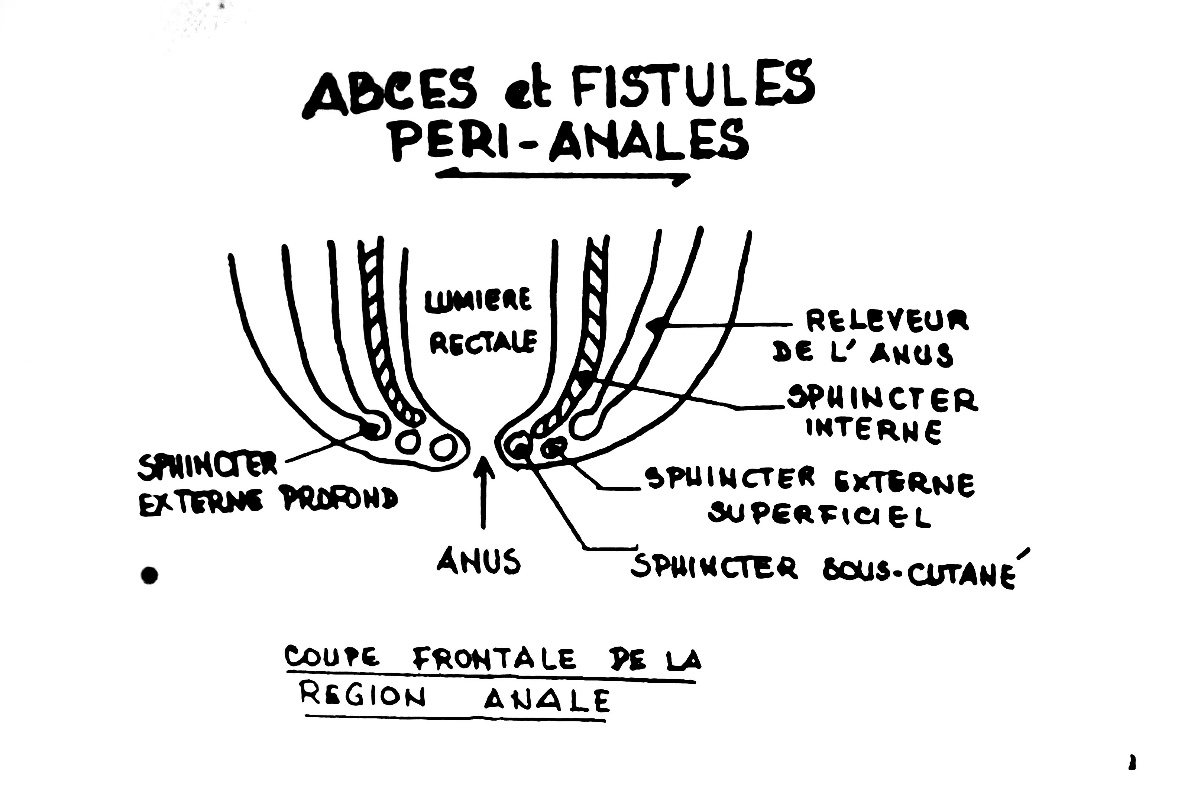 ABCES et FISTULES
PERI-ANALES
LUMIERE
RECTALE
RELEVEUR
DE L' ANUS
SPHINCTER
INTERNE
SPHINCTER
EXTERNE PROFOND
SPHINCTER EXTERNE
SUPERFICIEL
ANUS
SPHINCTER SOUS-CUTANÉ
COUPE FRONTALE DE LA
REGION ANALE
1